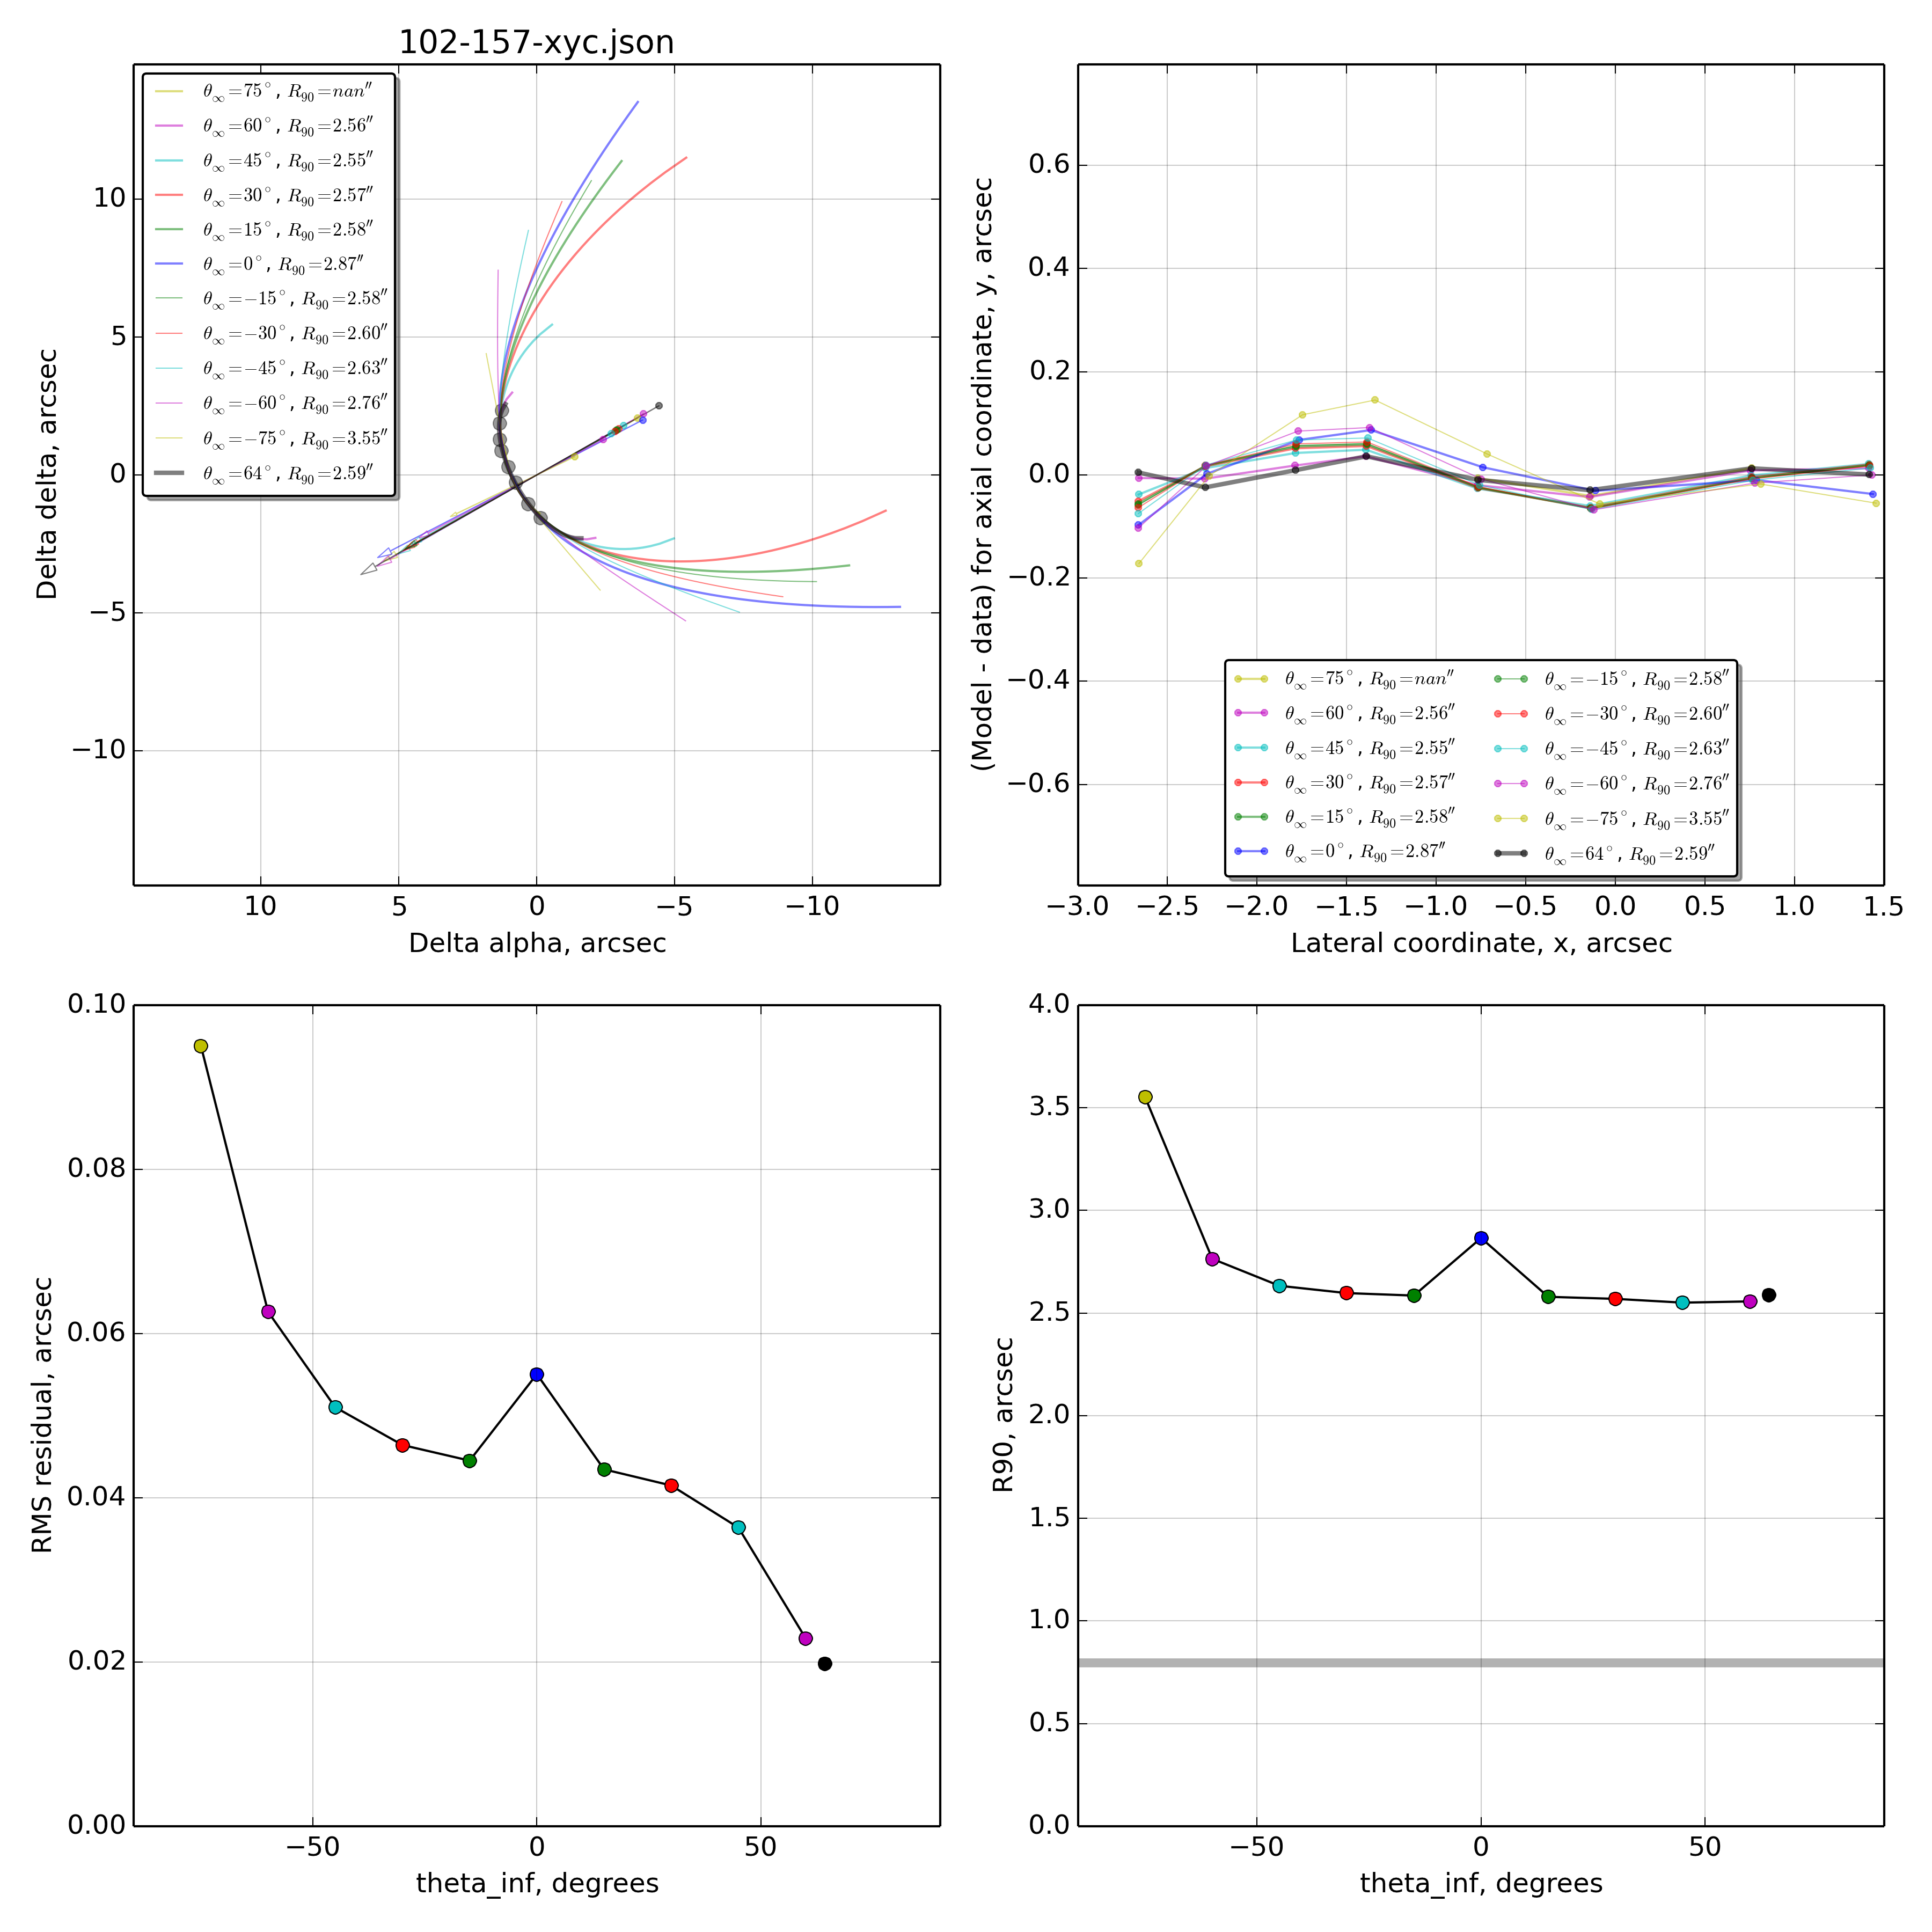 102-157-xyc.json
θ∞=75°, R90=nan″
θ∞=60°, R90=2.56″
θ∞=45°, R90=2.55″
θ∞=30°, R90=2.57″
θ∞=15°, R90=2.58″
θ∞=0°, R90=2.87″
θ∞=−15°, R90=2.58″
θ∞=−30°, R90=2.60″
θ∞=−45°, R90=2.63″
θ∞=−60°, R90=2.76″
θ∞=−75°, R90=3.55″
θ∞=64°, R90=2.59″
10
5
0
−5
−10
Delta delta, arcsec
10 5 0 −5 −10
Delta alpha, arcsec
0.6
0.4
0.2
0.0
−0.2
−0.4
−0.6
(Model - data) for axial coordinate, y, arcsec
θ∞=75°, R90=nan″ θ∞=−15°, R90=2.58″
θ∞=60°, R90=2.56″ θ∞=−30°, R90=2.60″
θ∞=45°, R90=2.55″ θ∞=−45°, R90=2.63″
θ∞=30°, R90=2.57″ θ∞=−60°, R90=2.76″
θ∞=15°, R90=2.58″ θ∞=−75°, R90=3.55″
θ∞=0°, R90=2.87″ θ∞=64°, R90=2.59″
−3.0 −2.5 −2.0 −1.5 −1.0 −0.5 0.0 0.5 1.0 1.5
Lateral coordinate, x, arcsec
0.10
0.08
0.06
0.04
0.02
0.00
RMS residual, arcsec
−50 0 50
theta_inf, degrees
4.0
3.5
3.0
2.5
2.0
1.5
1.0
0.5
0.0
R90, arcsec
−50 0 50
theta_inf, degrees